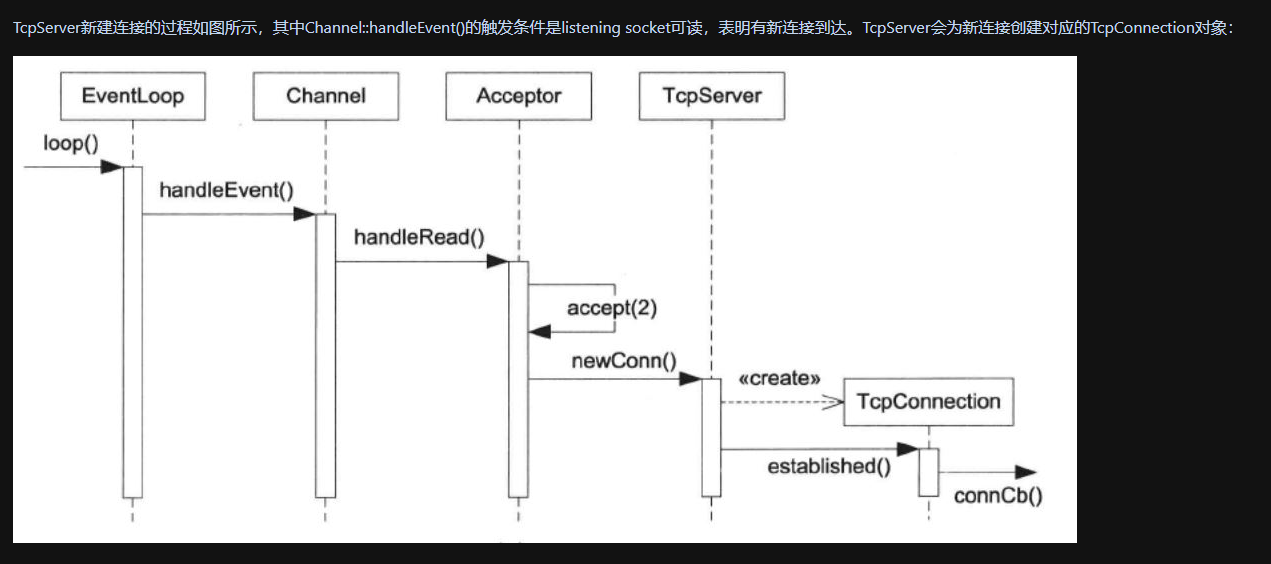 TcpServer新建连接的过程如图所示，其中Channel::handleEvent()的触发条件是listening socket可读，表明有新连接到达。TcpServer会为新连接创建对应的TcpConnection对象：
EventLoop
Channel
Acceptor
TcpServer
loop()
handleEvent()
handleRead()
accept(2)
newConn()
«create»
TcpConnection
established()
connCb()